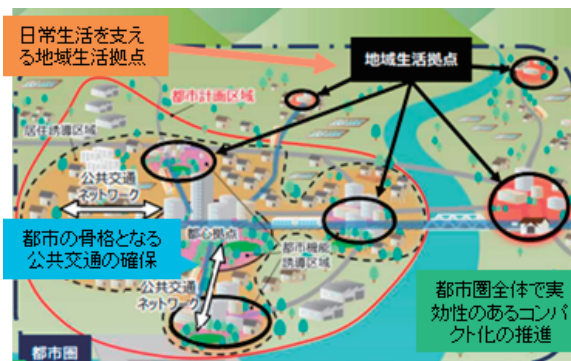 日常生活を支え
る地域生活拠点
地域生活拠点
都市計画区域
居住誘導区域
公共交通
ネットワーク
都市の骨格となる
公共交通の確保
都心拠点
都市機能
誘導区域
公共交通
ネットワーク
都市圏全体で実
効性のあるコンパ
クト化の推進
都市圏